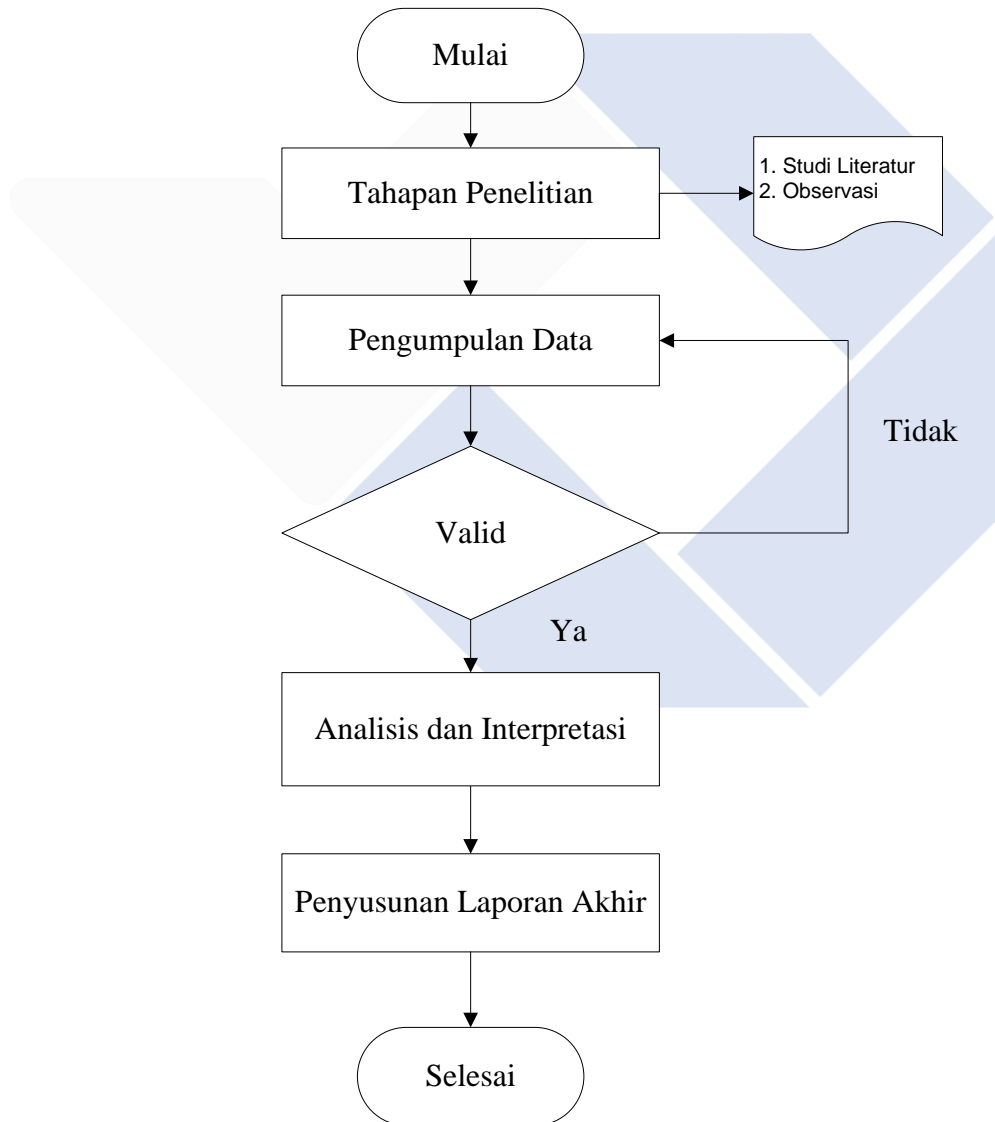 Mulai
Tahapan Penelitian
1. Studi Literatur
2. Observasi
Pengumpulan Data
Tidak
Valid
Ya
Analisis dan Interpretasi
Penyusunan Laporan Akhir
Selesai